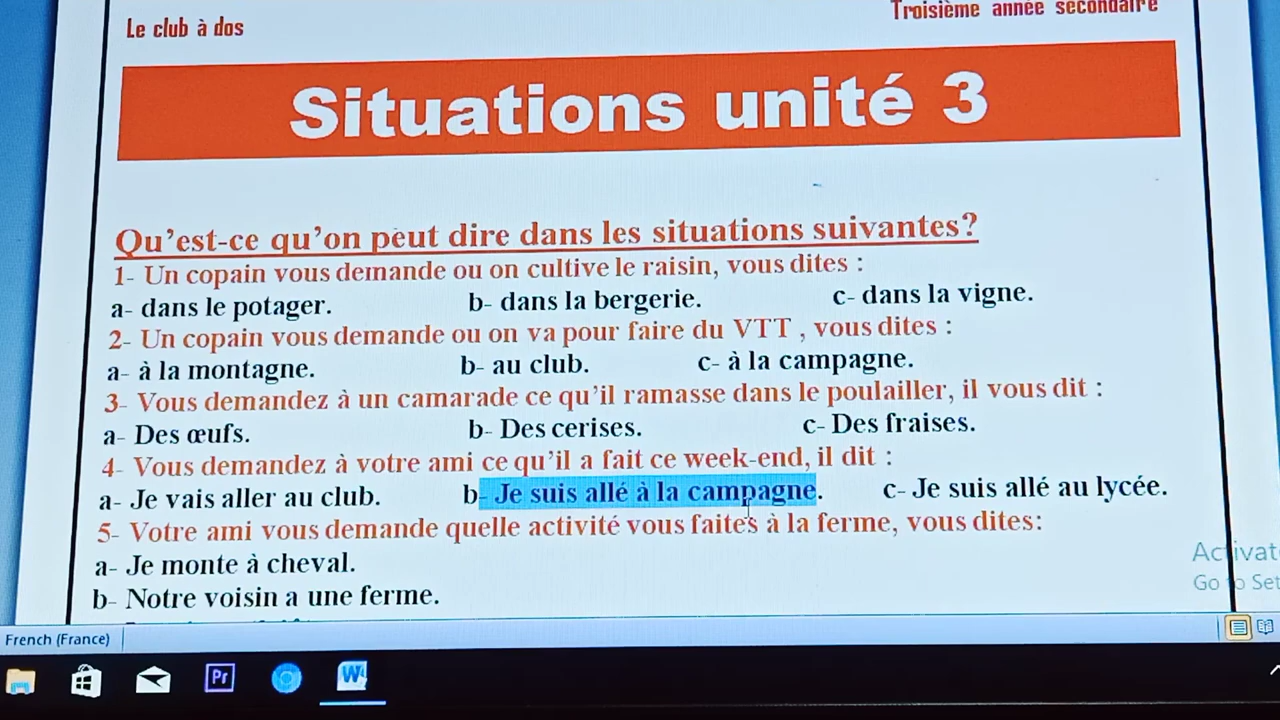 Le club à dos
Troisième année secondaire
Situations unité 3
Qu'est-ce qu'on peut dire dans les situations suivantes?
1- Un copain vous demande ou on cultive le raisin, vous dites :
a- dans le potager. b- dans la bergerie. c- dans la vigne.
2- Un copain vous demande ou on va pour faire du VTT , vous dites :
a- à la montagne. b- au club. c- à la campagne.
3- Vous demandez à un camarade ce qu'il ramasse dans le poulailler, il vous dit :
a- Des œufs. b- Des cerises. c- Des fraises.
4- Vous demandez à votre ami ce qu'il a fait ce week-end, il dit :
a- Je vais aller au club. b- Je suis allé à la campagne. c- Je suis allé au lycée.
5- Votre ami vous demande quelle activité vous faites à la ferme, vous dites:
a- Je monte à cheval.
Activat
b- Notre voisin a une ferme.
Go to Set
French (France)
Pr
W